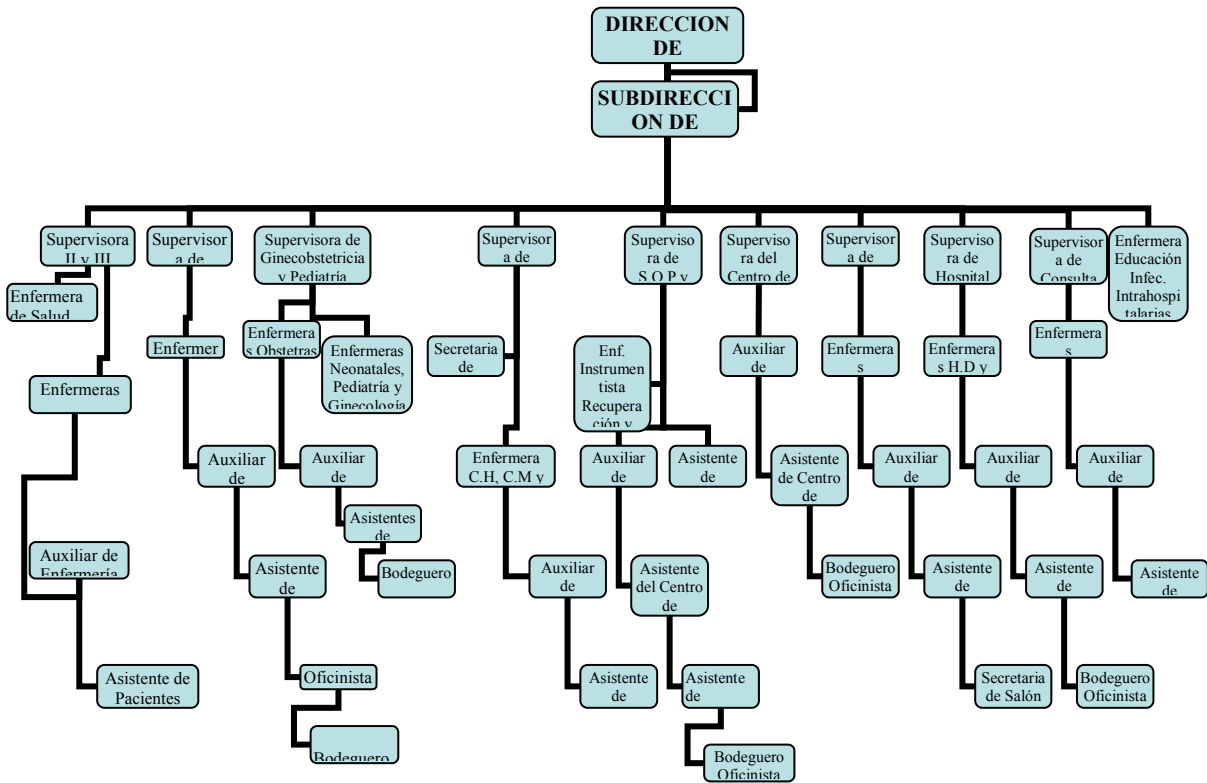 DIRECCION
DE
SUBDIRECCI
ON DE
Supervisora
II y III
Supervisor
a de
Supervisora de
Ginecobstetricia
y Pediatría
Supervisor
a de
Superviso
ra de
S.O.P y
Supervis
ora del
Centro de
Supervisor
a de
Supervi
sora de
Hospital
Supervisor
a de
Consulta
Enfermera
Educación
Infec.
Intrahospi
talarias
Enfermera
de Salud
Enfermer
Enfermera
s Obstetras
Enfermeras
Neonatales,
Pediatría y
Ginecología
Secretaria
de
Enf.
Instrumen
tista
Recupera
ción y
Auxiliar
de
Enfermera
s
Enfermera
s H.D y
Enfermera
s
Enfermeras
Auxiliar
de
Auxiliar
de
Enfermera
C.H, C.M y
Auxiliar
de
Asistente
de
Asistente
de Centro
de
Auxiliar
de
Auxiliar
de
Auxiliar
de
Asistentes
de
Auxiliar de
Enfermería
Asistente
de
Bodeguero
Auxiliar
de
Asistente
del Centro
de
Bodeguero
Oficinista
Asistente
de
Asistente
de
Asistente
de
Asistente de
Pacientes
Oficinista
Asistente
de
Asistente
de
Secretaria
de Salón
Bodeguero
Oficinista
Bodeguero
Bodeguero
Oficinista